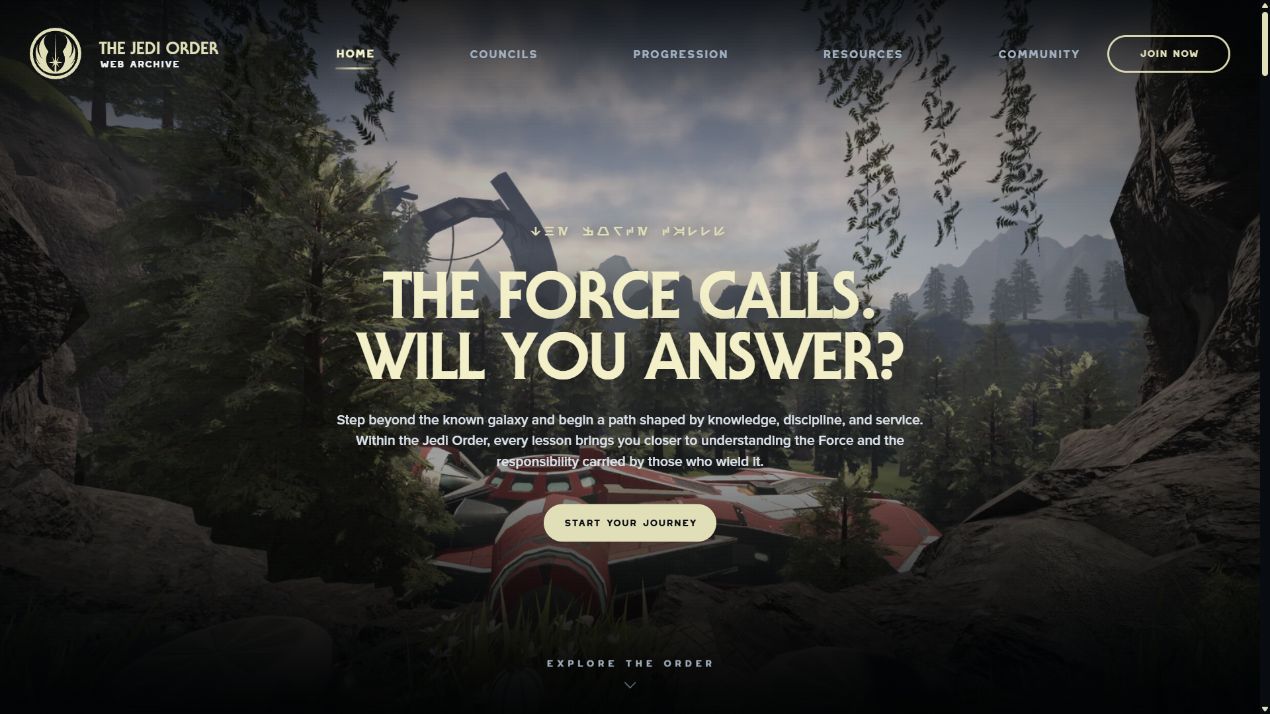 THE JEDI ORDER
WEB ARCHIVE
HOME
COUNCILS
PROGRESSION
RESOURCES
COMMUNITY
JOIN NOW
THE FORCE CALLS.
WILL YOU ANSWER?
Step beyond the known galaxy and begin a path shaped by knowledge, discipline, and service.
Within the Jedi Order, every lesson brings you closer to understanding the Force and the
responsibility carried by those who wield it.
START YOUR JOURNEY
EXPLORE THE ORDER